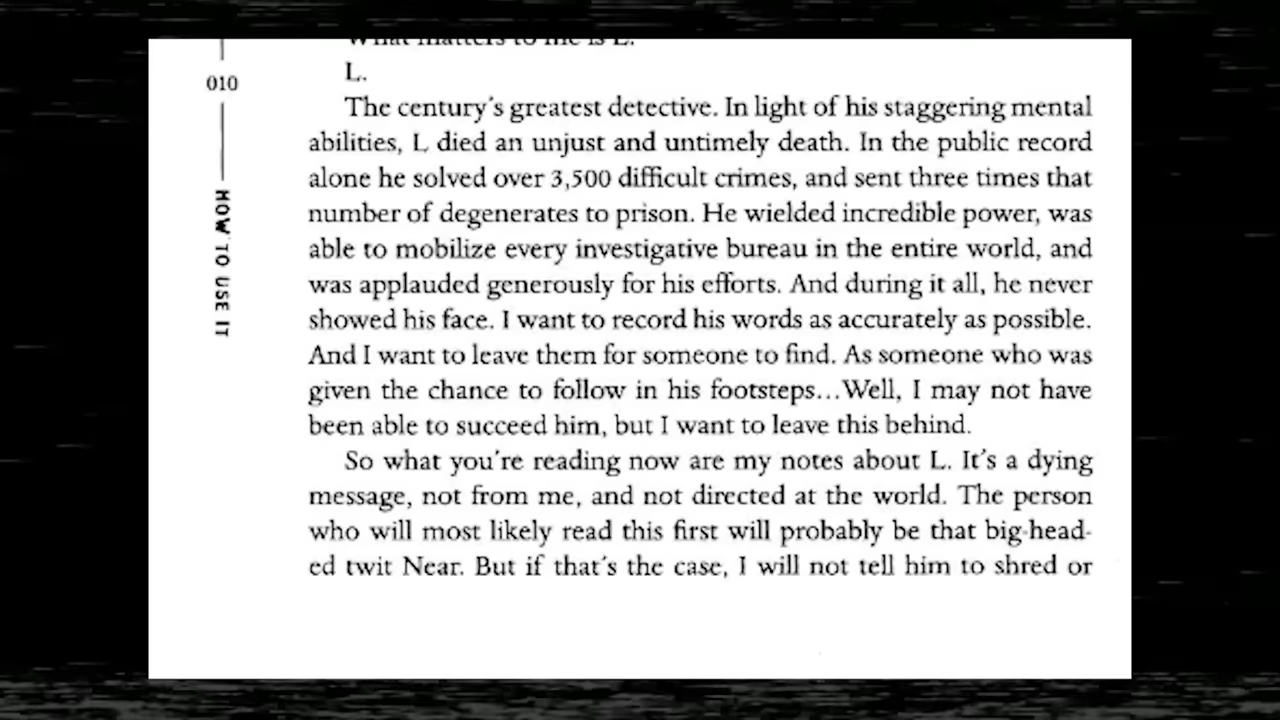 What matters to me is L.
010
L.
The century's greatest detective. In light of his staggering mental
abilities, L died an unjust and untimely death. In the public record
alone he solved over 3,500 difficult crimes, and sent three times that
number of degenerates to prison. He wielded incredible power, was
able to mobilize every investigative bureau in the entire world, and
was applauded generously for his efforts. And during it all, he never
showed his face. I want to record his words as accurately as possible.
And I want to leave them for someone to find. As someone who was
given the chance to follow in his footsteps...Well, I may not have
been able to succeed him, but I want to leave this behind.
So what you're reading now are my notes about L. It's a dying
message, not from me, and not directed at the world. The person
who will most likely read this first will probably be that big-head-
ed twit Near. But if that's the case, I will not tell him to shred or
HOW TO USE IT